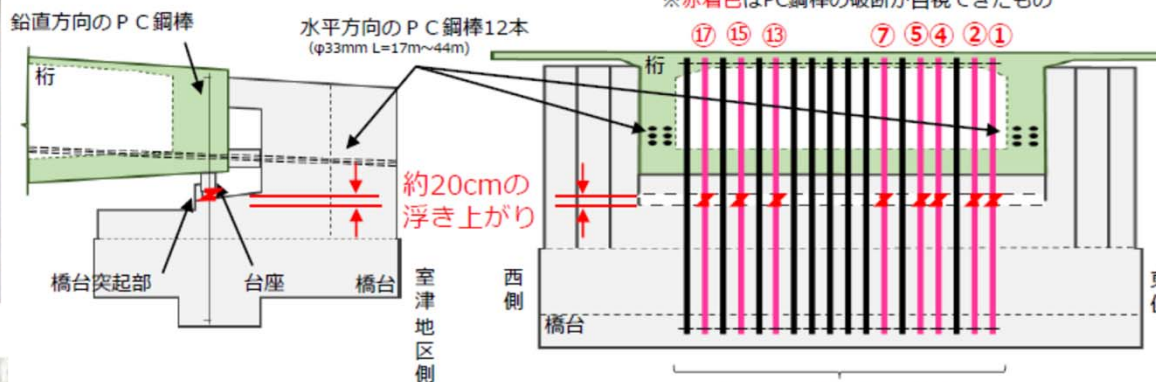 鉛直方向のPC鋼棒
水平方向のPC鋼棒12本
(φ33mm L=17m~44m)
桁
約20cmの
浮き上がり
橋台突起部
台座
橋台
室津地区側
※赤着色はPC鋼棒の破断が目視できたもの
⑰ ⑮ ⑬ ⑦ ⑤ ④ ② ①
桁
西側
橋台